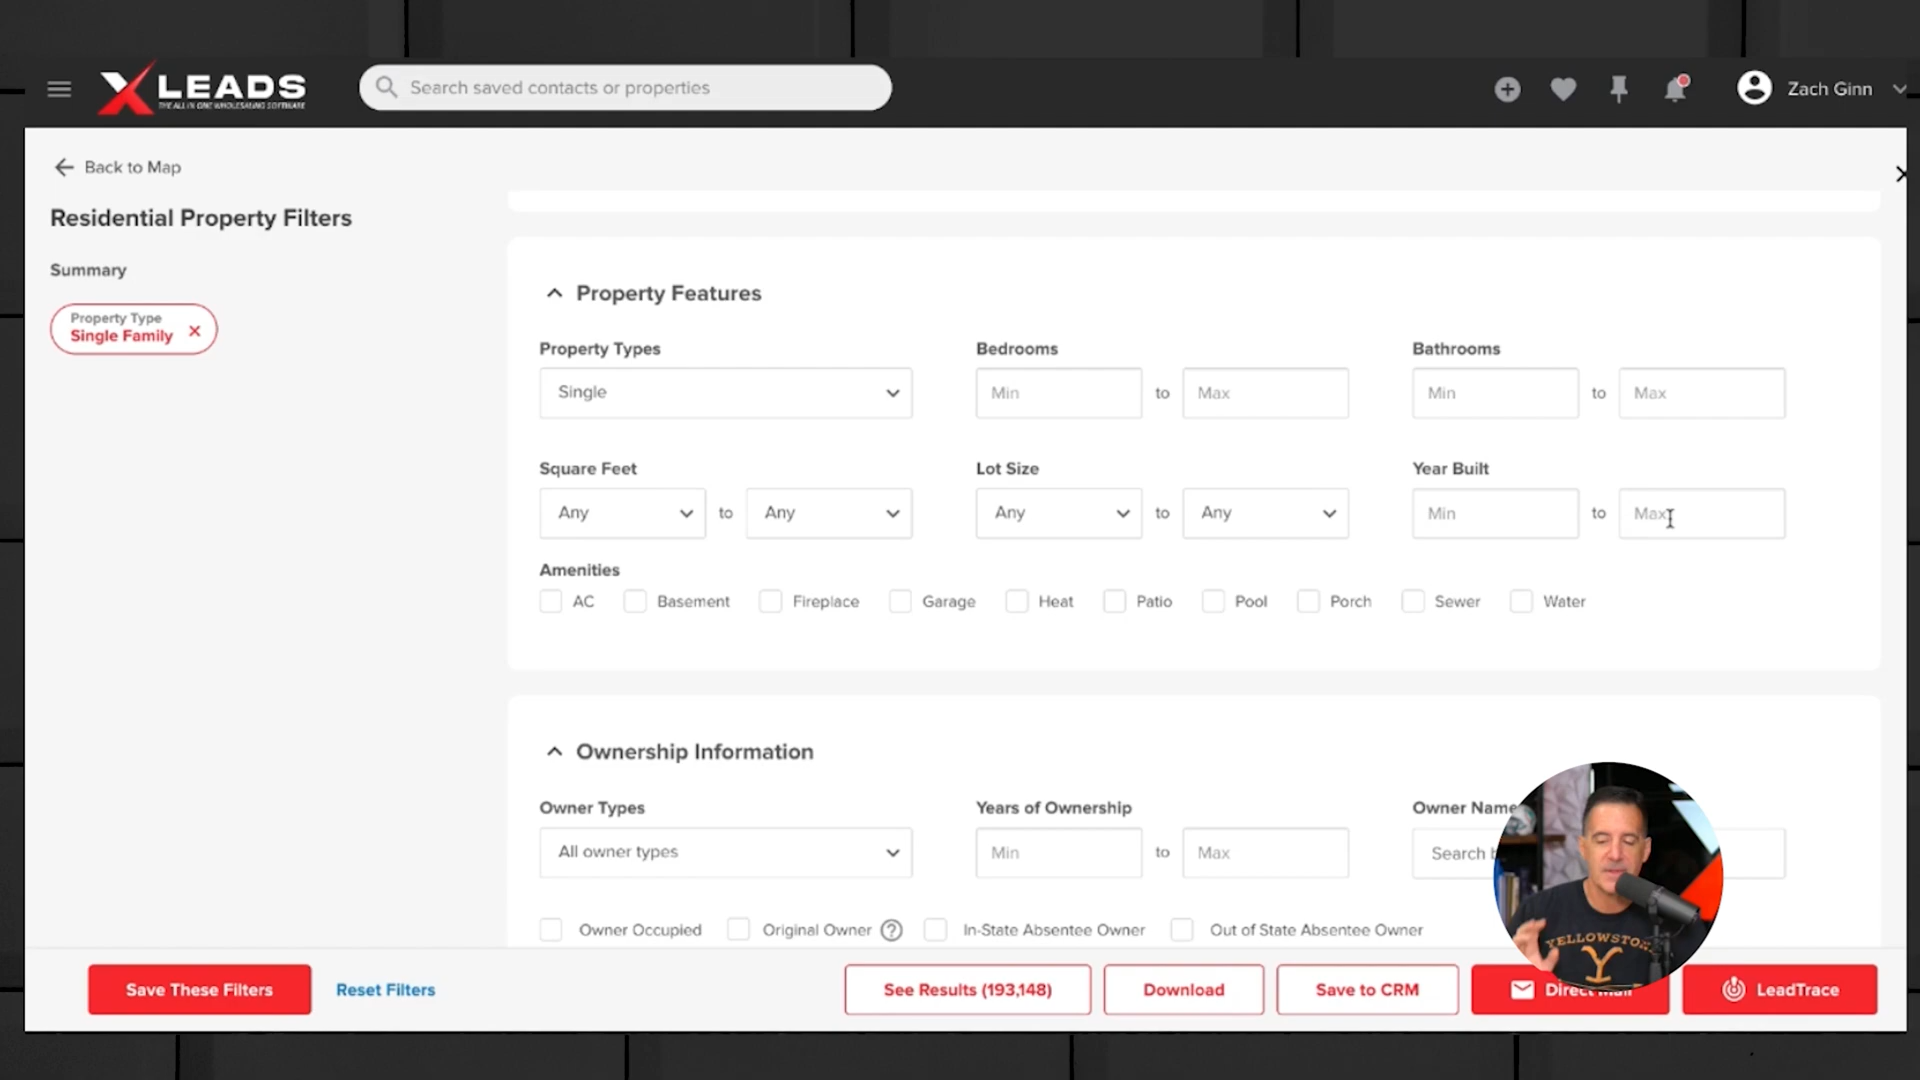 XLEADS
THE ALL IN ONE WHOLESALING SOFTWARE
Search saved contacts or properties
Zach Ginn
Back to Map
Residential Property Filters
Summary
Property Type
Single Family
Property Features
Property Types
Bedrooms
Bathrooms
Single
Min to Max
Min to Max
Square Feet
Lot Size
Year Built
Any to Any
Any to Any
Min to Max
Amenities
AC Basement Fireplace Garage Heat Patio Pool Porch Sewer Water
Ownership Information
Owner Types
Years of Ownership
Owner Name
All owner types
Min to Max
Search
Owner Occupied Original Owner ? In-State Absentee Owner Out of State Absentee Owner
YELLOWSTONE
Y
Save These Filters
Reset Filters
See Results (193,148)
Download
Save to CRM
Direct Mail
LeadTrace